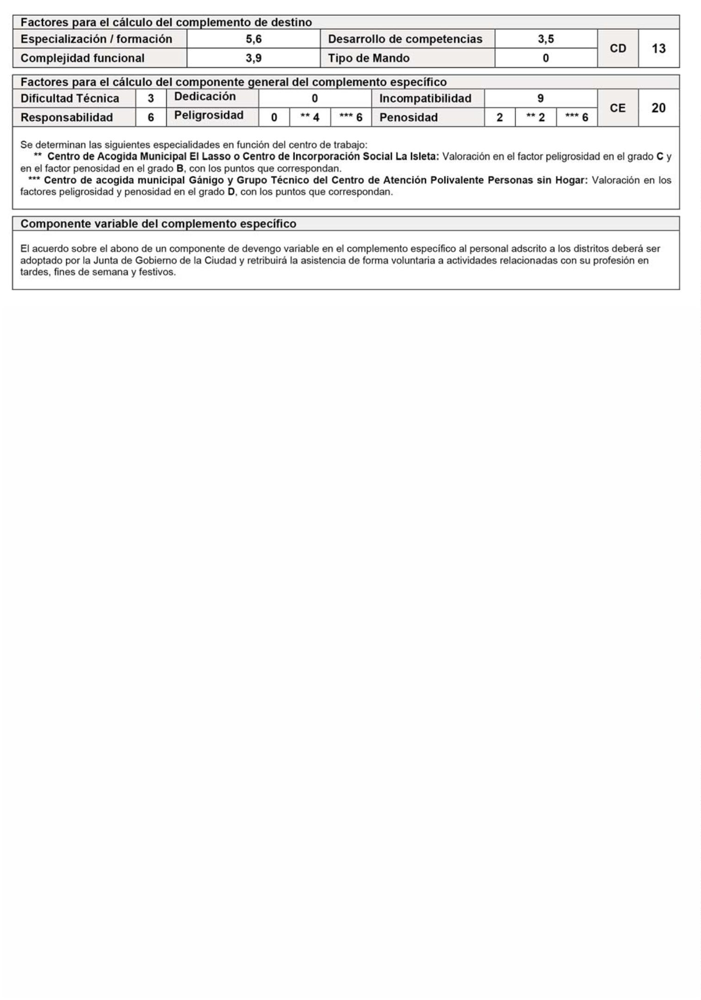 Factores para el cálculo del complemento de destino
Especialización / formación 5,6 Desarrollo de competencias 3,5 CD 13
Complejidad funcional 3,9 Tipo de Mando 0
Factores para el cálculo del componente general del complemento específico
Dificultad Técnica 3 Dedicación 0 Incompatibilidad 9 CE 20
Responsabilidad 6 Peligrosidad 0 ** 4 *** 6 Penosidad 2 ** 2 *** 6
Se determinan las siguientes especialidades en función del centro de trabajo:
** Centro de Acogida Municipal El Lasso o Centro de Incorporación Social La Isleta: Valoración en el factor peligrosidad en el grado C y
en el factor penosidad en el grado B, con los puntos que correspondan.
*** Centro de acogida municipal Gánigo y Grupo Técnico del Centro de Atención Polivalente Personas sin Hogar: Valoración en los
factores peligrosidad y penosidad en el grado D, con los puntos que correspondan.
Componente variable del complemento específico
El acuerdo sobre el abono de un componente de devengo variable en el complemento específico al personal adscrito a los distritos deberá ser
adoptado por la Junta de Gobierno de la Ciudad y retribuirá la asistencia de forma voluntaria a actividades relacionadas con su profesión en
tardes, fines de semana y festivos.